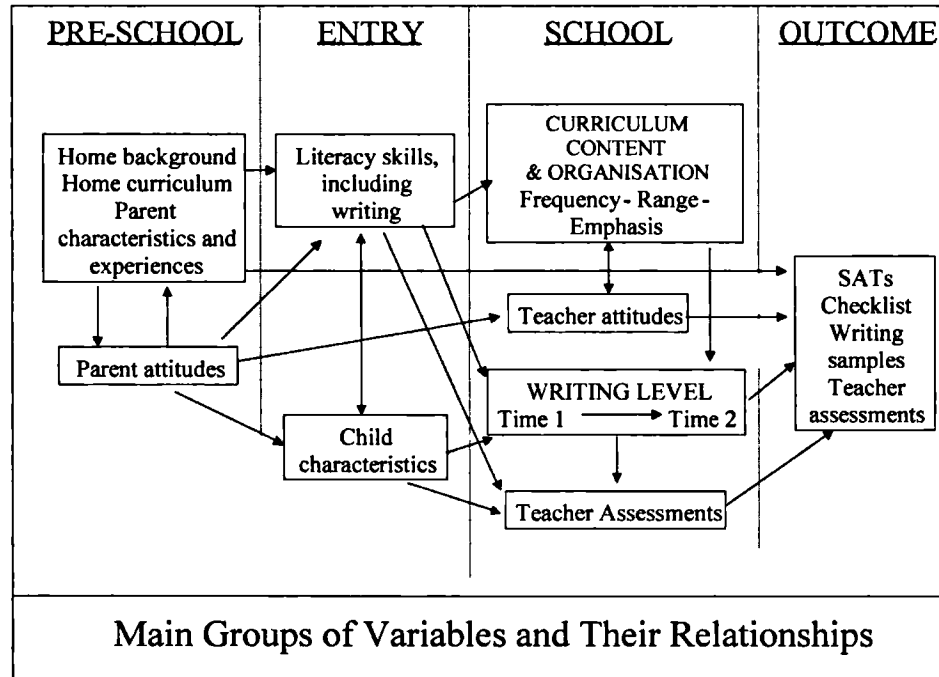 PRE-SCHOOL
ENTRY
SCHOOL
OUTCOME
Home background
Home curriculum
Parent
characteristics and
experiences
Parent attitudes
Literacy skills,
including
writing
Child
characteristics
CURRICULUM
CONTENT
& ORGANISATION
Frequency - Range -
Emphasis
Teacher attitudes
WRITING LEVEL
Time 1 Time 2
Teacher Assessments
SATs
Checklist
Writing
samples
Teacher
assessments
Main Groups of Variables and Their Relationships